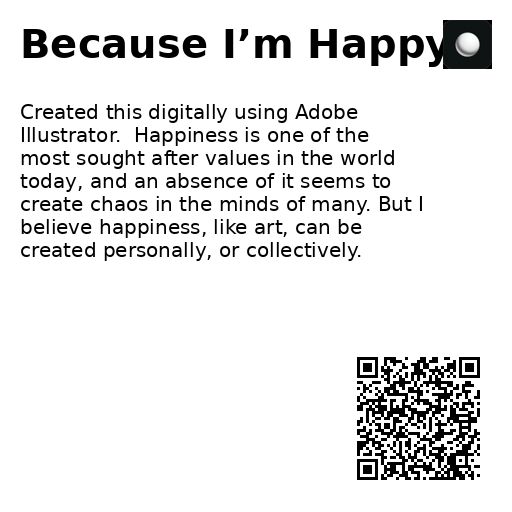 Because I’m Happy
Created this digitally using Adobe
Illustrator.  Happiness is one of the
most sought after values in the world
today, and an absence of it seems to
create chaos in the minds of many. But I
believe happiness, like art, can be
created personally, or collectively.